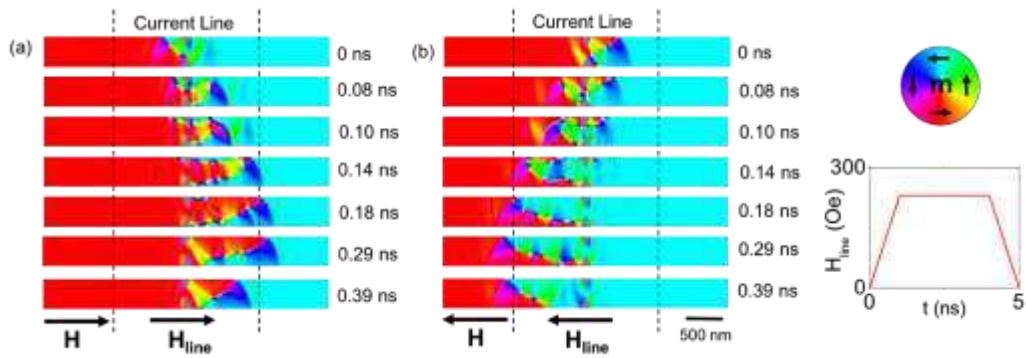 (a)
Current Line
0 ns
0.08 ns
0.10 ns
0.14 ns
0.18 ns
0.29 ns
0.39 ns
H
Hline
(b)
Current Line
0 ns
0.08 ns
0.10 ns
0.14 ns
0.18 ns
0.29 ns
0.39 ns
H
Hline
500 nm
m
300
Hline (Oe)
0
0
5
t (ns)